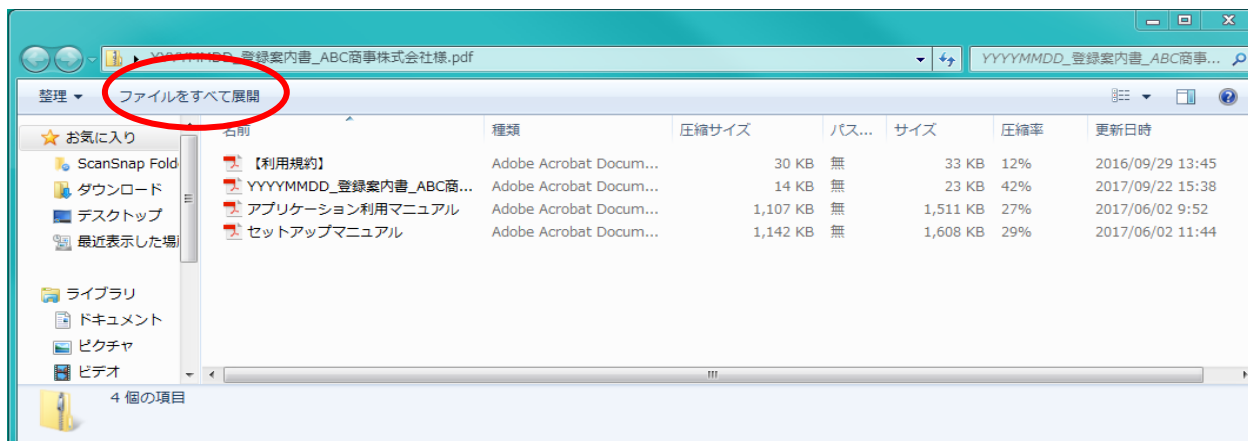 YYYYMMDD_登録案内書_ABC商事株式会社様.pdf
YYYYMMDD_登録案内書_ABC商事...
整理 ファイルをすべて展開
お気に入り
ScanSnap Fold
ダウンロード
デスクトップ
最近表示した場
ライブラリ
ドキュメント
ピクチャ
ビデオ
名前 種類 圧縮サイズ パス... サイズ 圧縮率 更新日時
【利用規約】 Adobe Acrobat Docum... 30 KB 無 33 KB 12% 2016/09/29 13:45
YYYYMMDD_登録案内書_ABC商... Adobe Acrobat Docum... 14 KB 無 23 KB 42% 2017/09/22 15:38
アプリケーション利用マニュアル Adobe Acrobat Docum... 1,107 KB 無 1,511 KB 27% 2017/06/02 9:52
セットアップマニュアル Adobe Acrobat Docum... 1,142 KB 無 1,608 KB 29% 2017/06/02 11:44
4 個の項目